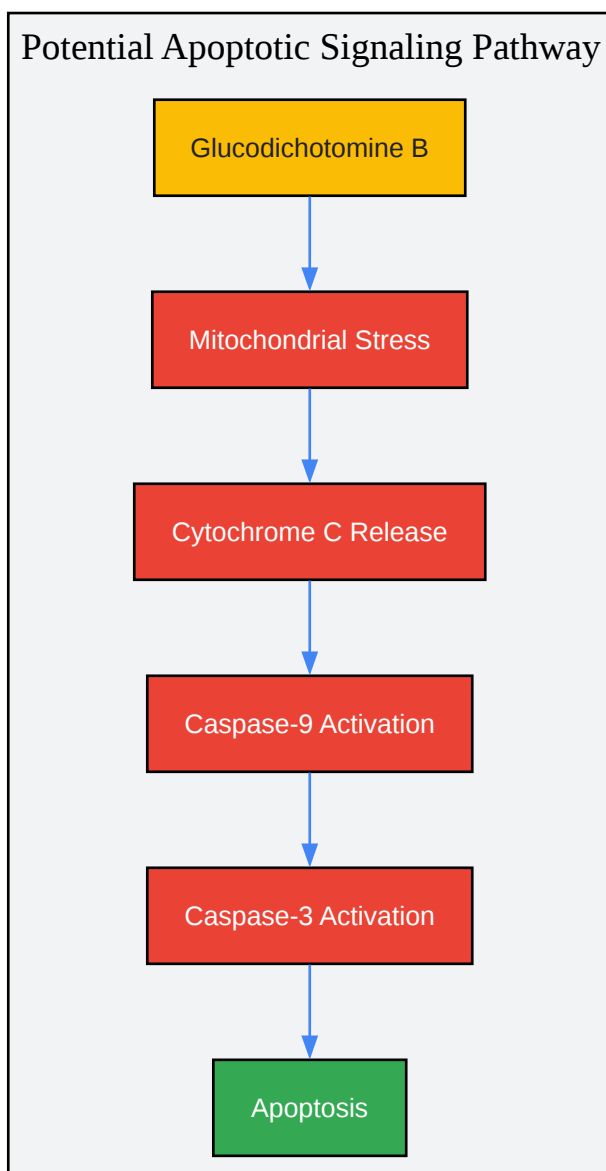 Potential Apoptotic Signaling Pathway
Glucodichotomine B
Mitochondrial Stress
Cytochrome C Release
Caspase-9 Activation
Caspase-3 Activation
Apoptosis